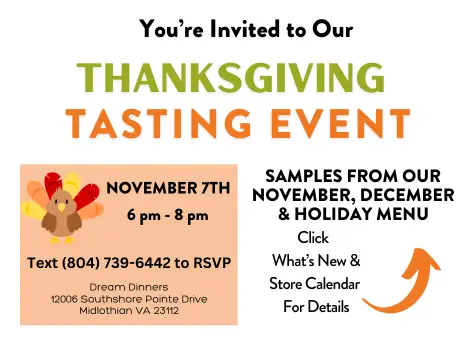 You're Invited to Our
THANKSGIVING
TASTING EVENT
NOVEMBER 7TH
6 pm - 8 pm
Text (804) 739-6442 to RSVP
Dream Dinners
12006 Southshore Pointe Drive
Midlothian VA 23112
SAMPLES FROM OUR
NOVEMBER, DECEMBER
& HOLIDAY MENU
Click
What's New &
Store Calendar
For Details